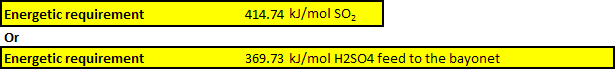 Energetic requirement 414.74 kJ/mol SO₂
Or
Energetic requirement 369.73 kJ/mol H2SO4 feed to the bayonet